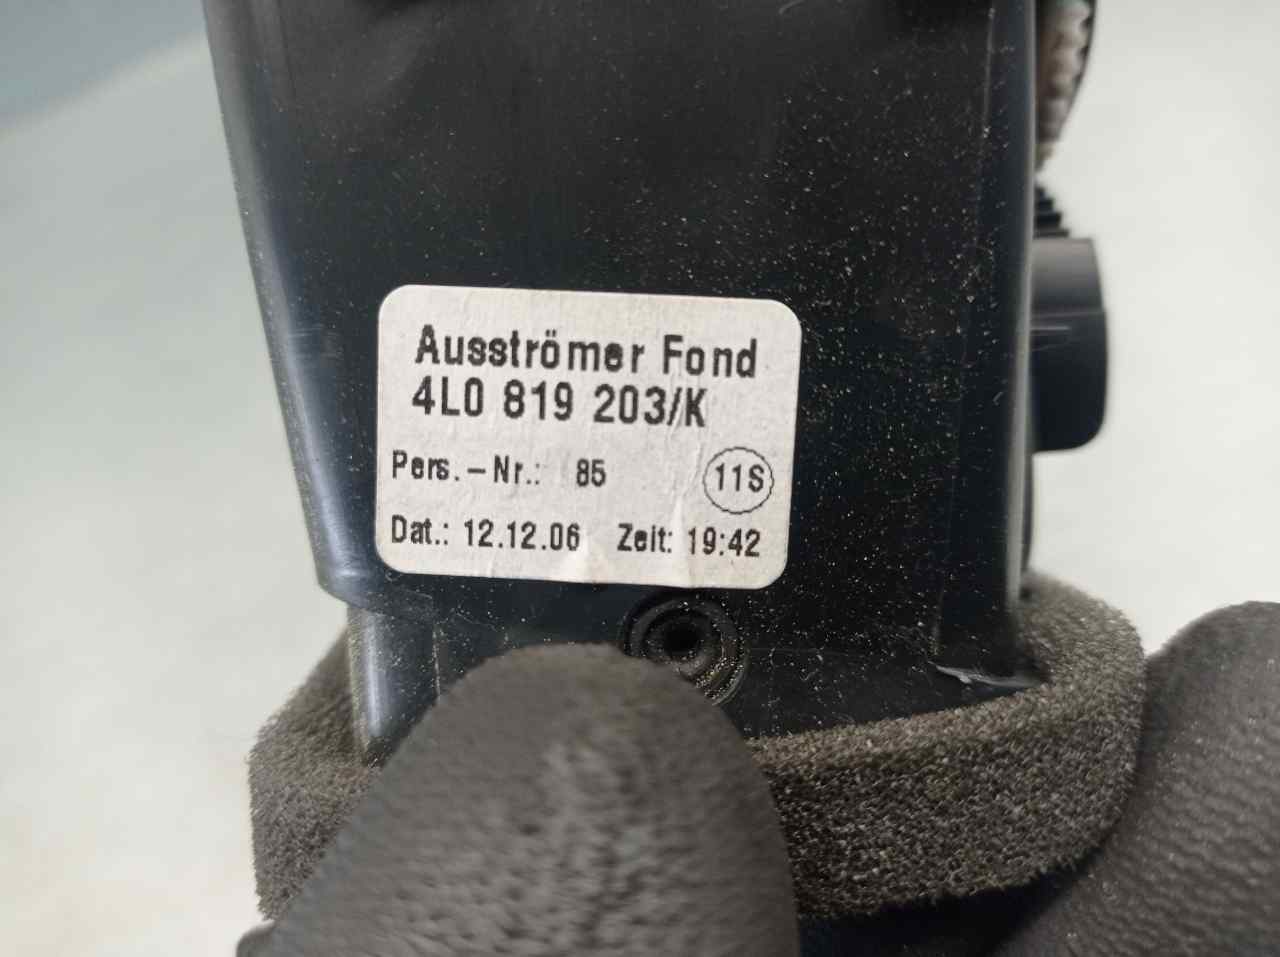 Ausströmer Fond
4L0 819 203/K
Pers.-Nr.: 85 11S
Dat.: 12.12.06 Zeit: 19:42